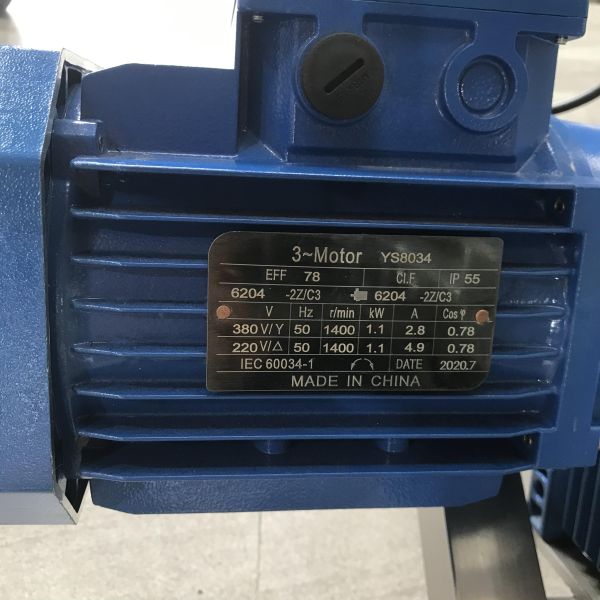 3~Motor YS8034
EFF 78 Cl.F IP 55
6204 -2Z/C3 6204 -2Z/C3
V Hz r/min kW A Cosφ
380 V/Y 50 1400 1.1 2.8 0.78
220 V/△ 50 1400 1.1 4.9 0.78
IEC 60034-1 DATE 2020.7
MADE IN CHINA